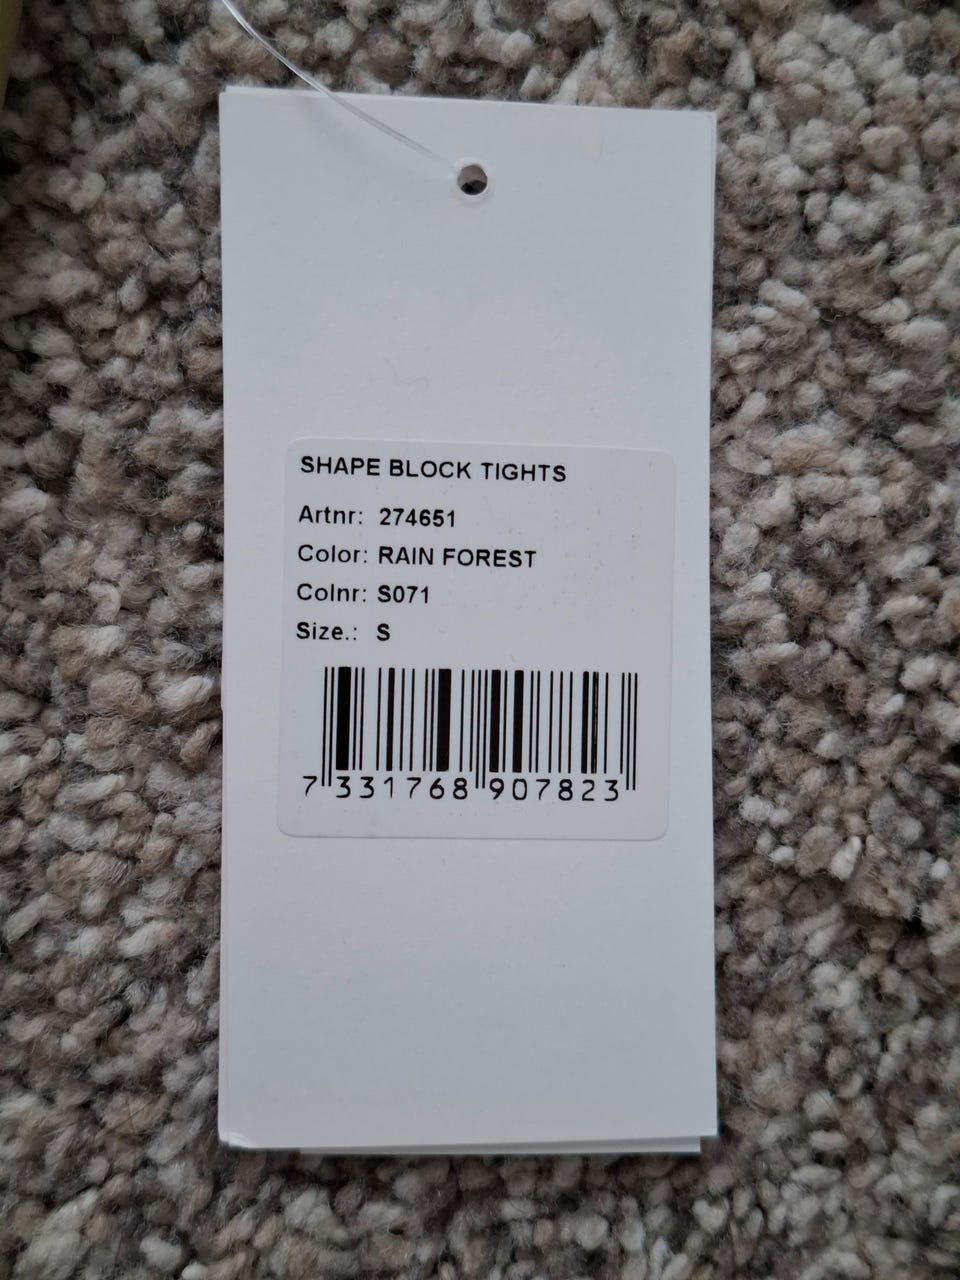 SHAPE BLOCK TIGHTS
Artnr: 274651
Color: RAIN FOREST
Colnr: S071
Size.: S
7 331768 907823